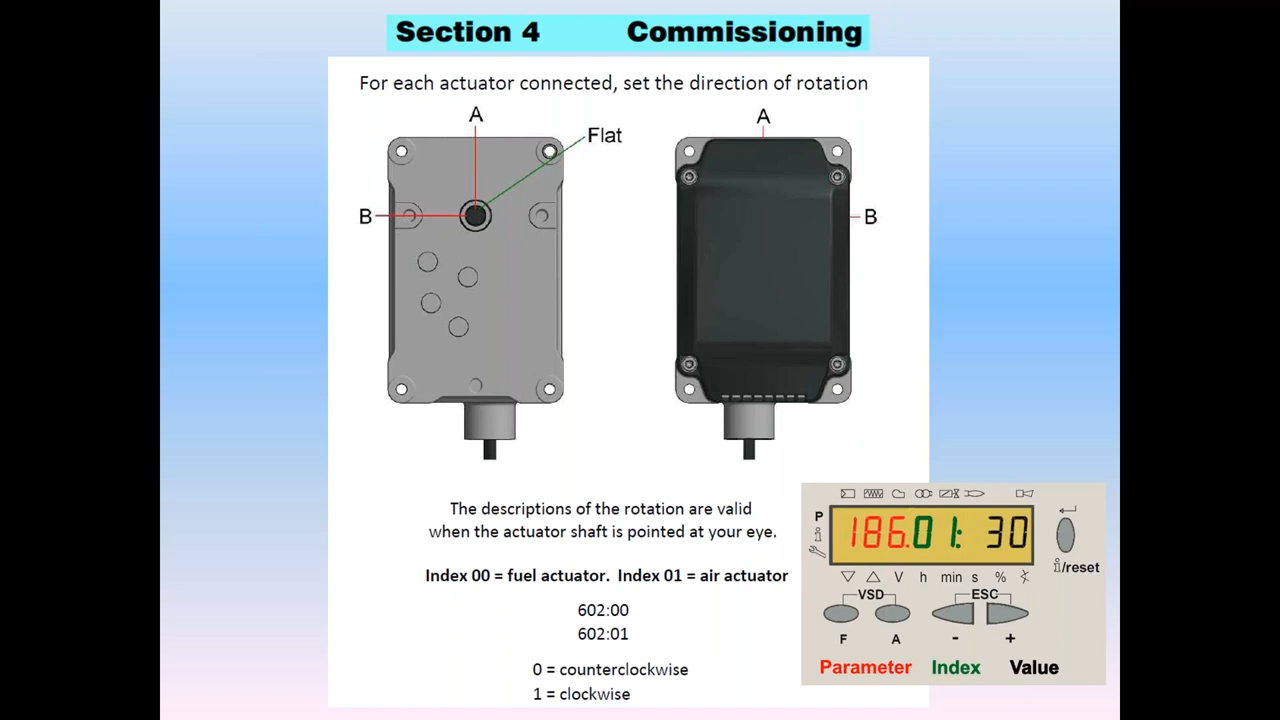 Section 4 Commissioning
For each actuator connected, set the direction of rotation
A
Flat
B
A
B
The descriptions of the rotation are valid
when the actuator shaft is pointed at your eye.
Index 00 = fuel actuator. Index 01 = air actuator
602:00
602:01
0 = counterclockwise
1 = clockwise
P
186.01: 30
i
i/reset
V h min s %
VSD ESC
F A - +
Parameter Index Value